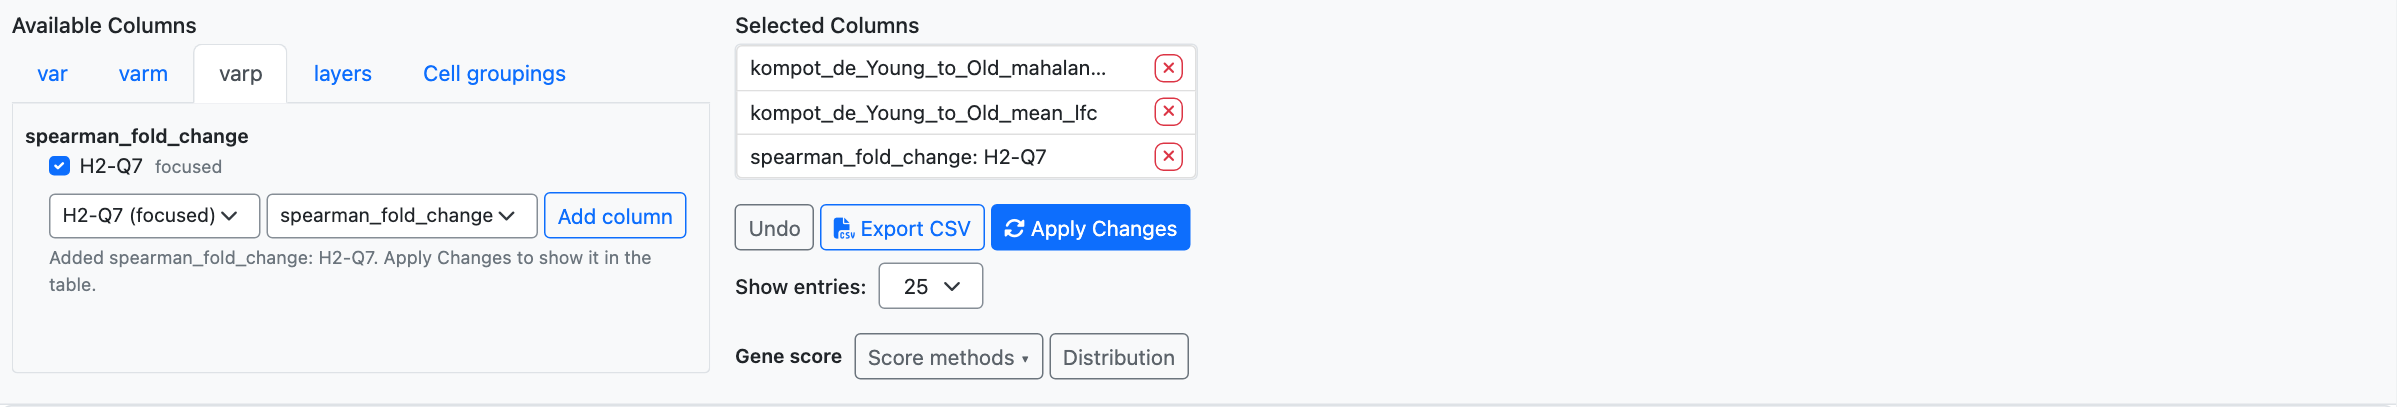 Available Columns
var varm varp layers Cell groupings
spearman_fold_change
H2-Q7 focused
H2-Q7 (focused) spearman_fold_change Add column
Added spearman_fold_change: H2-Q7. Apply Changes to show it in the
table.
Selected Columns
kompot_de_Young_to_Old_mahalan...
kompot_de_Young_to_Old_mean_lfc
spearman_fold_change: H2-Q7
Undo CSV Export CSV Apply Changes
Show entries: 25
Gene score Score methods Distribution